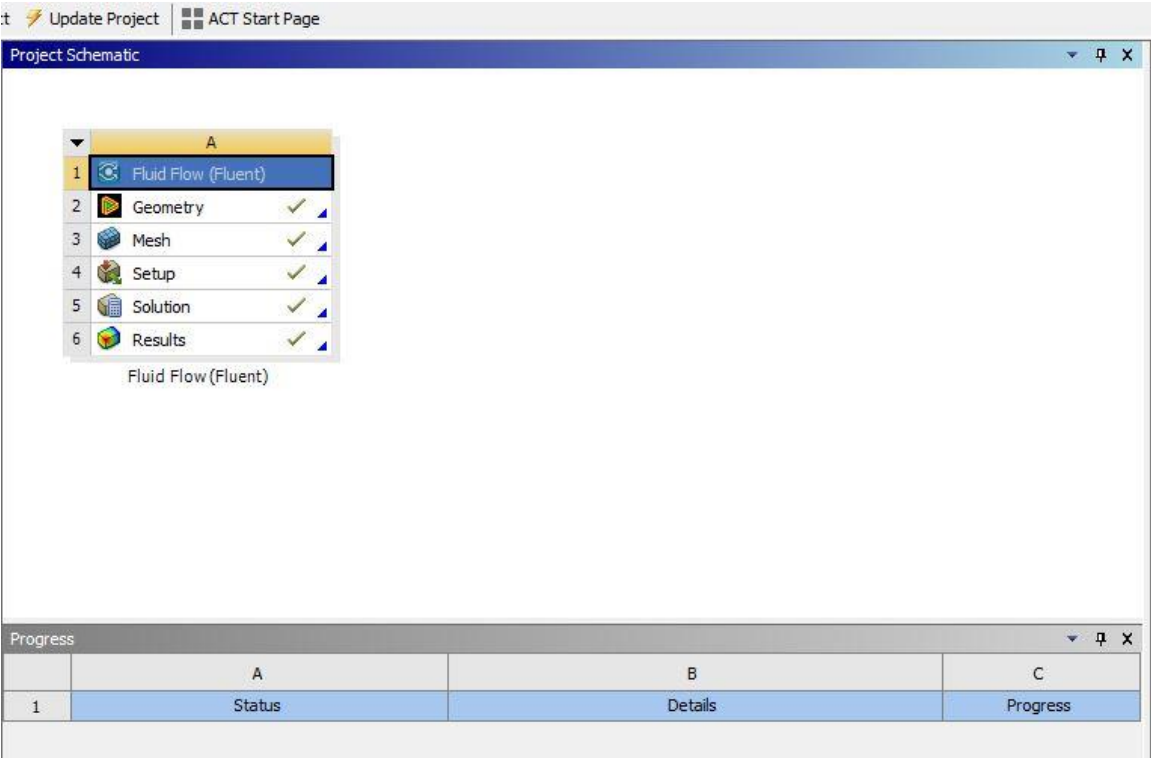 :t Update Project ACT Start Page
Project Schematic
A
1 Fluid Flow (Fluent)
2 Geometry
3 Mesh
4 Setup
5 Solution
6 Results
Fluid Flow (Fluent)
Progress
A B C
1 Status Details Progress